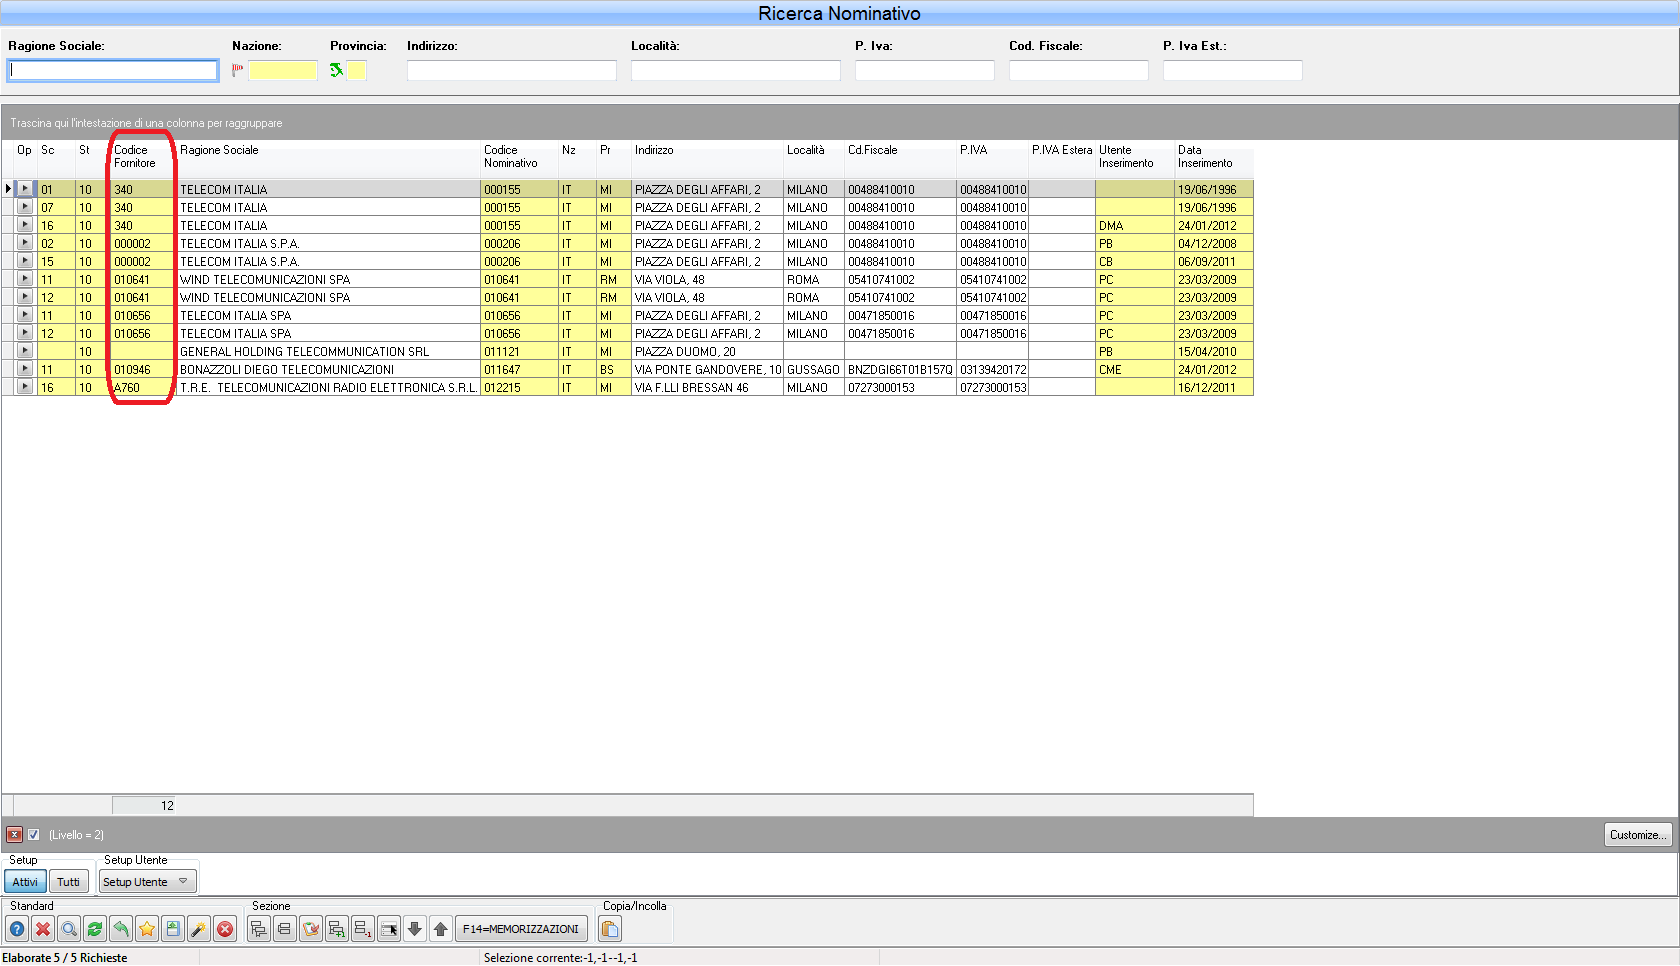 Ricerca Nominativo
Ragione Sociale: Nazione: Provincia: Indirizzo: Località: P. Iva: Cod. Fiscale: P. Iva Est.:
Trascina qui l'intestazione di una colonna per raggruppare
Op Sc St Codice Fornitore Ragione Sociale Codice Nominativo Nz Pr Indirizzo Località Cd.Fiscale P.IVA P.IVA Estera Utente Inserimento Data Inserimento
01 10 340 TELECOM ITALIA 000155 IT MI PIAZZA DEGLI AFFARI, 2 MILANO 00488410010 00488410010 19/06/1996
07 10 340 TELECOM ITALIA 000155 IT MI PIAZZA DEGLI AFFARI, 2 MILANO 00488410010 00488410010 19/06/1996
16 10 340 TELECOM ITALIA 000155 IT MI PIAZZA DEGLI AFFARI, 2 MILANO 00488410010 00488410010 DMA 24/01/2012
02 10 000002 TELECOM ITALIA S.P.A. 000206 IT MI PIAZZA DEGLI AFFARI, 2 MILANO 00488410010 00488410010 PB 04/12/2008
15 10 000002 TELECOM ITALIA S.P.A. 000206 IT MI PIAZZA DEGLI AFFARI, 2 MILANO 00488410010 00488410010 CB 06/09/2011
11 10 010641 WIND TELECOMUNICAZIONI SPA 010641 IT RM VIA VIOLA, 48 ROMA 05410741002 05410741002 PC 23/03/2009
12 10 010641 WIND TELECOMUNICAZIONI SPA 010641 IT RM VIA VIOLA, 48 ROMA 05410741002 05410741002 PC 23/03/2009
11 10 010656 TELECOM ITALIA SPA 010656 IT MI PIAZZA DEGLI AFFARI, 2 MILANO 00471850016 00471850016 PC 23/03/2009
12 10 010656 TELECOM ITALIA SPA 010656 IT MI PIAZZA DEGLI AFFARI, 2 MILANO 00471850016 00471850016 PC 23/03/2009
10 GENERAL HOLDING TELECOMMUNICATION SRL 011121 IT MI PIAZZA DUOMO, 20 PB 15/04/2010
11 10 010946 BONAZZOLI DIEGO TELECOMUNICAZIONI 011647 IT BS VIA PONTE GANDOVERE, 10 GUSSAGO BNZDGI66T01B157Q 03139420172 CME 24/01/2012
16 10 A760 T.R.E. TELECOMUNICAZIONI RADIO ELETTRONICA S.R.L. 012215 IT MI VIA F.LLI BRESSAN 46 MILANO 07273000153 07273000153 16/12/2011
12
(Livello = 2) Customize...
Setup Setup Utente
Attivi Tutti Setup Utente
Standard Sezione Copia/Incolla
F14=MEMORIZZAZIONI
Elaborate 5 / 5 Richieste Selezione corrente:-1,-1--1,-1